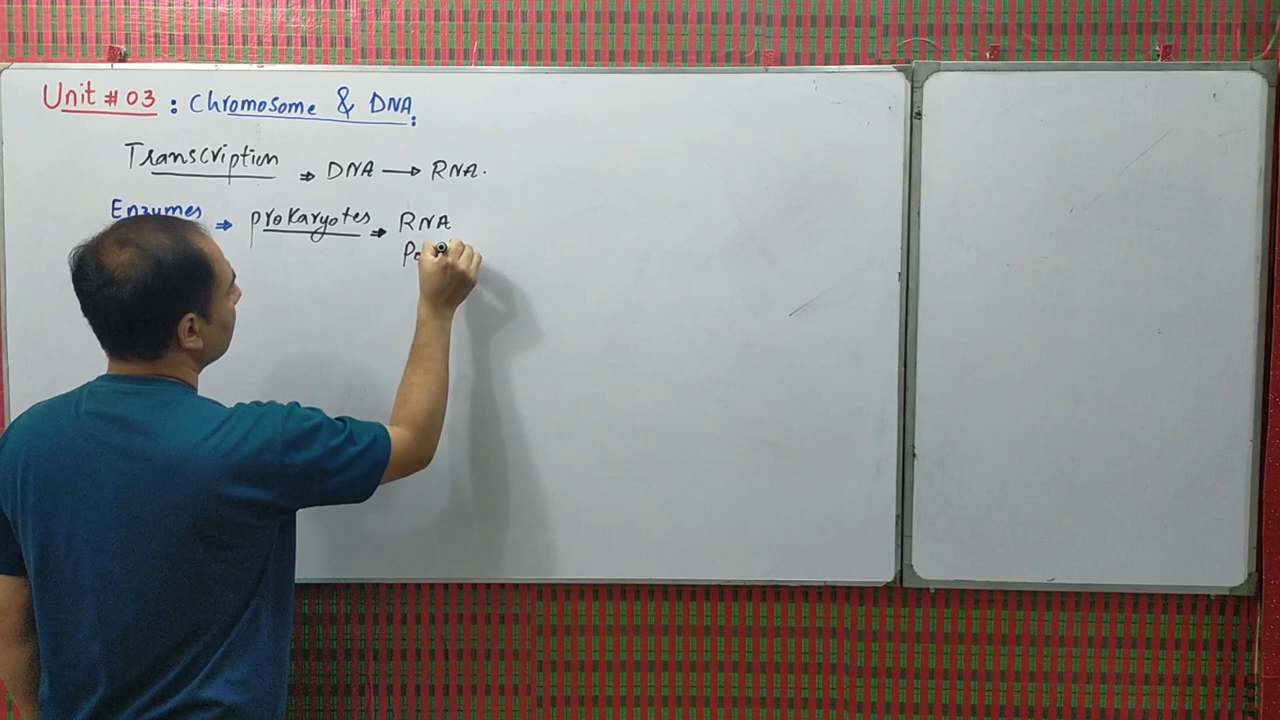 Unit # 03 : Chromosome & DNA:
Transcription ⇒ DNA → RNA.
Enzymes ⇒ prokaryotes ⇒ RNA